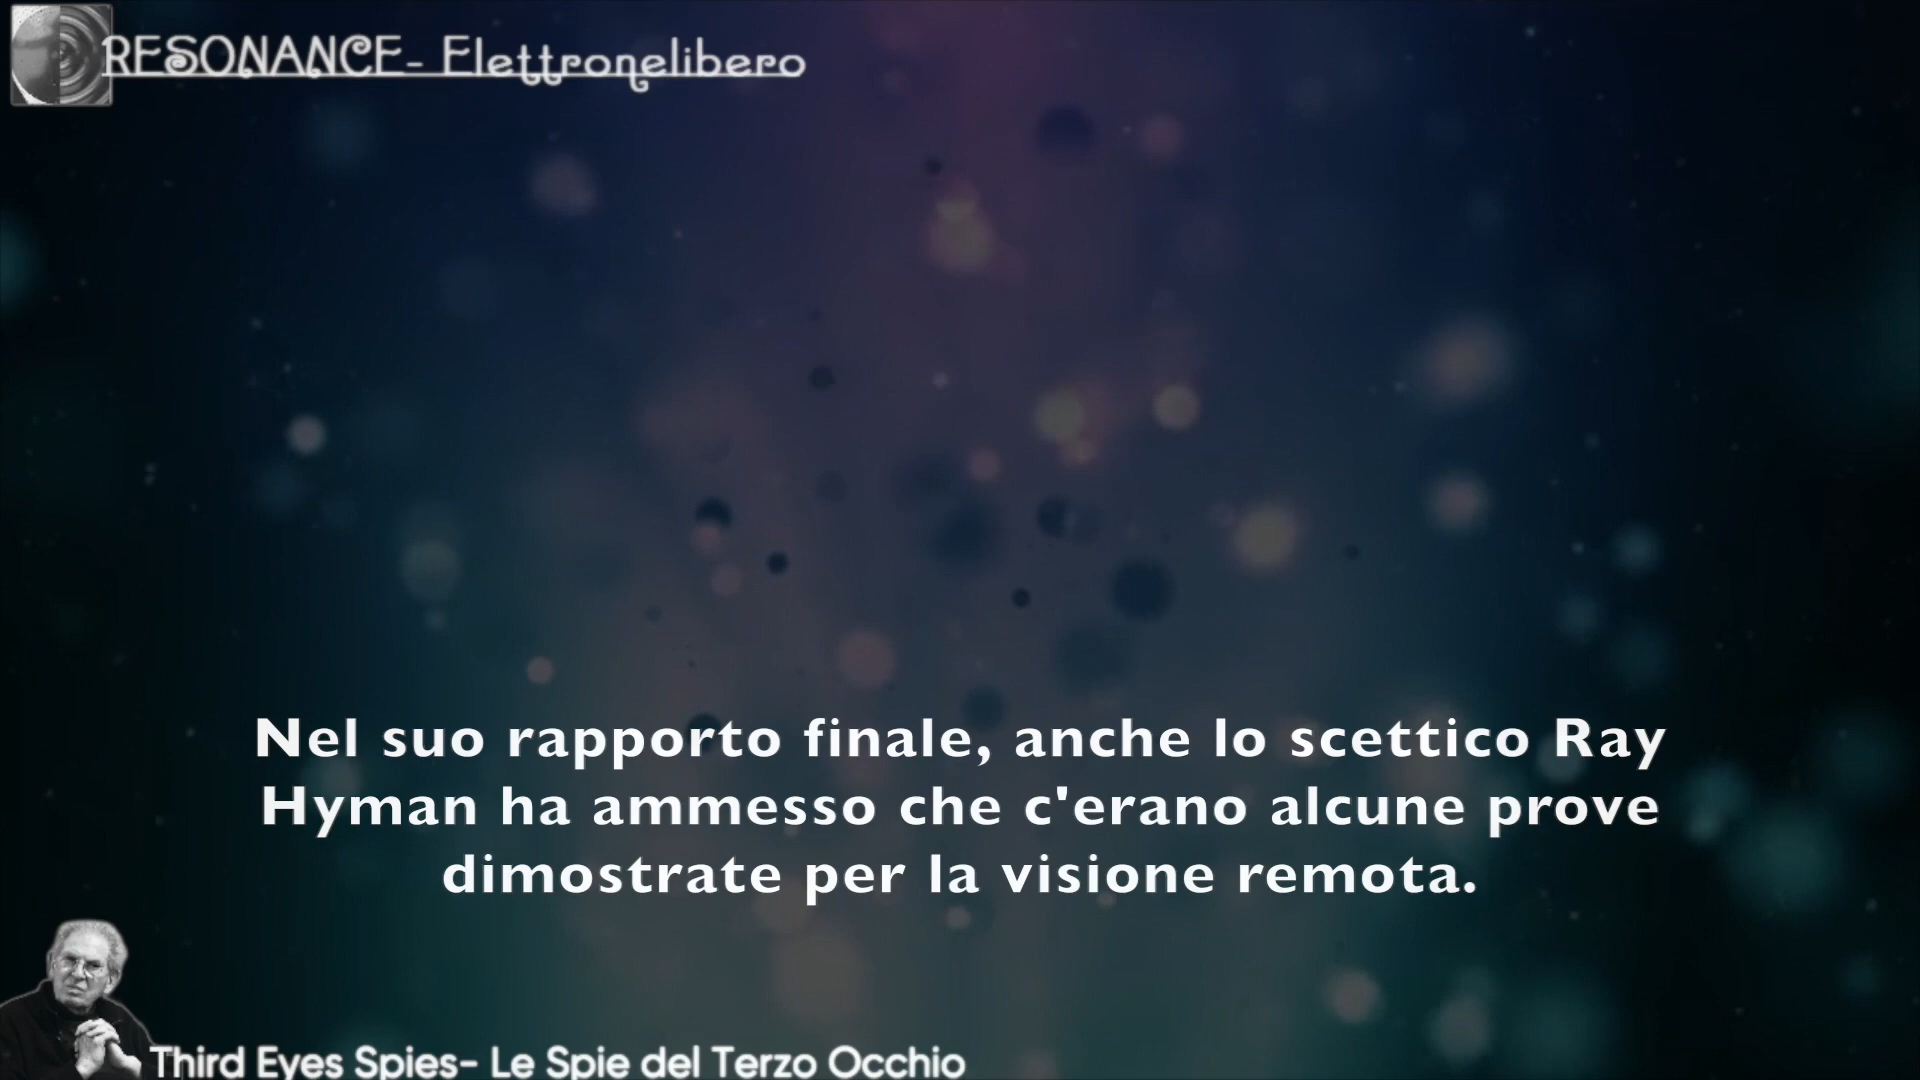 RESONANCE- Elettronelibero
Nel suo rapporto finale, anche lo scettico Ray
Hyman ha ammesso che c'erano alcune prove
dimostrate per la visione remota.
Third Eyes Spies- Le Spie del Terzo Occhio